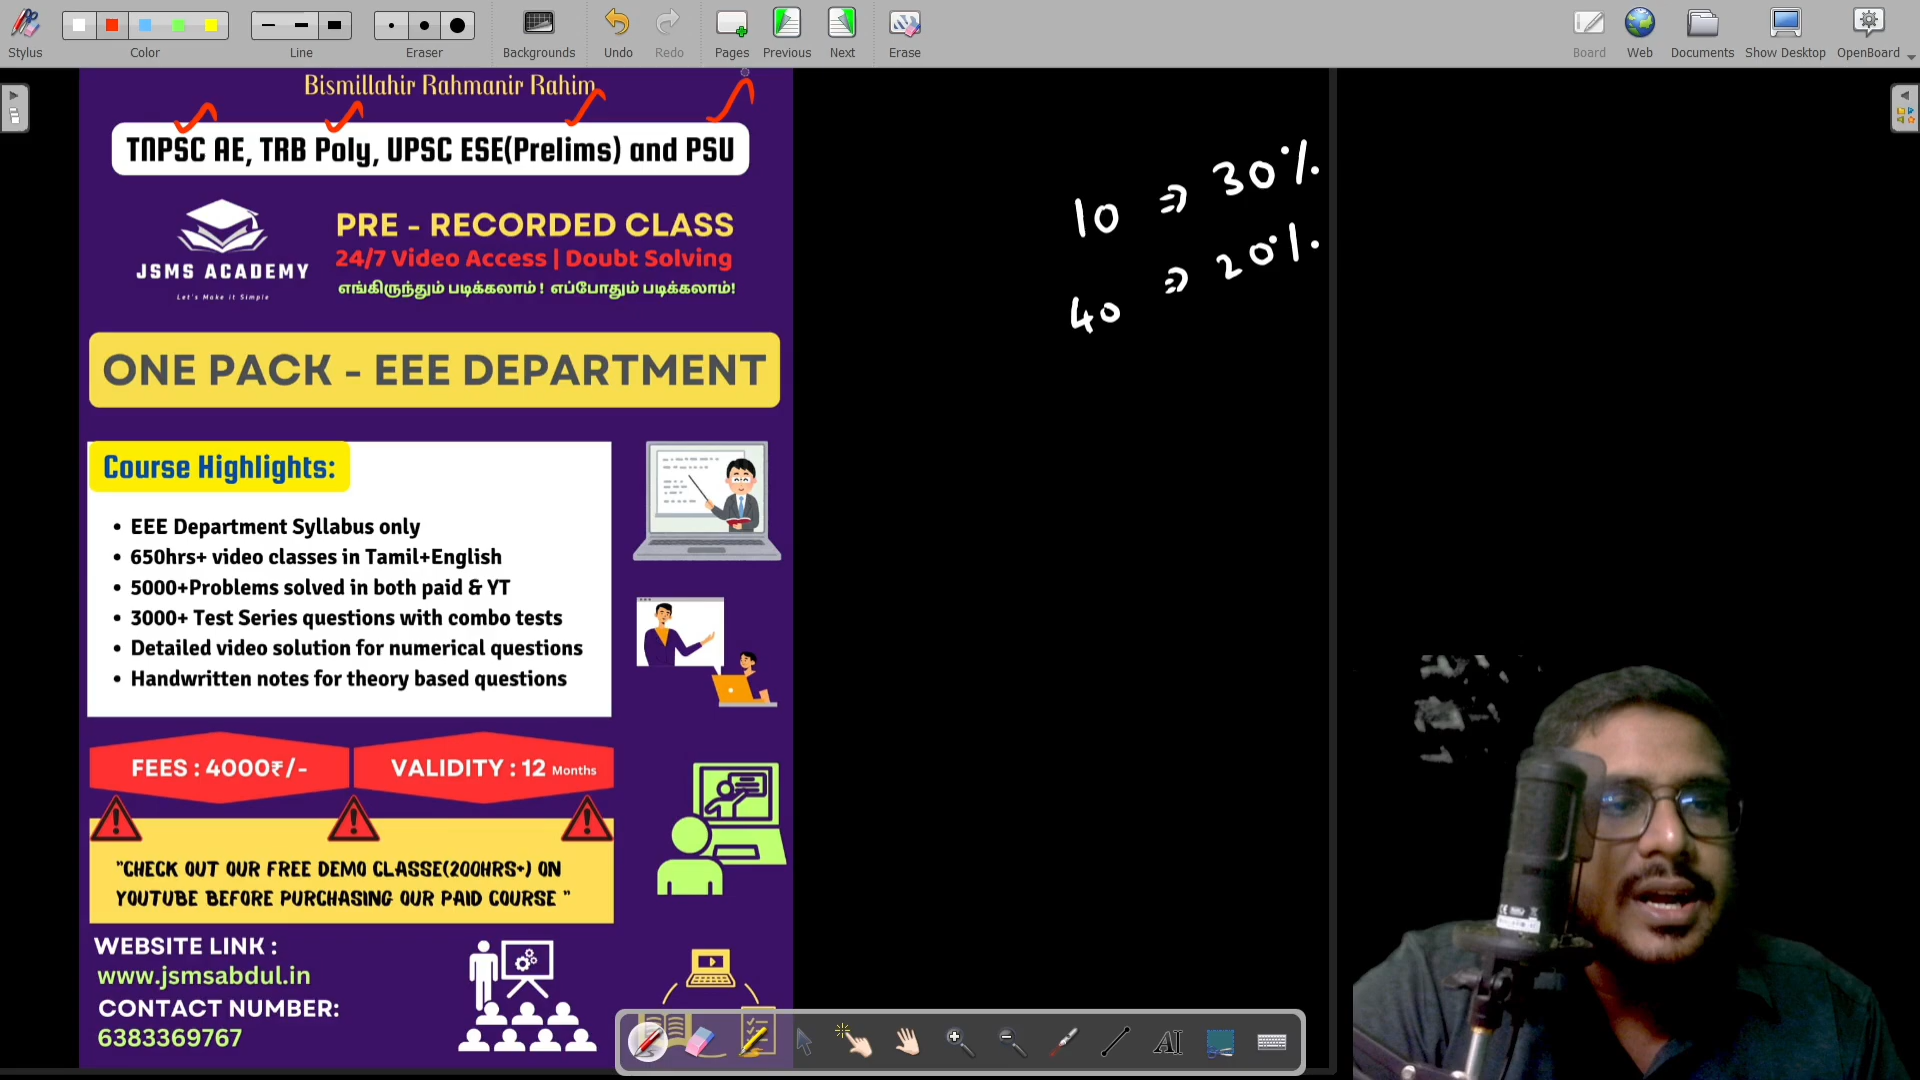 Stylus Color Line Eraser Backgrounds Undo Redo Pages Previous Next Erase Board Web Documents Show Desktop OpenBoard
Bismillahir Rahmanir Rahim
TNPSC AE, TRB Poly, UPSC ESE(Prelims) and PSU
JSMS ACADEMY
Let's Make it Simple
PRE - RECORDED CLASS
24/7 Video Access | Doubt Solving
எங்கிருந்தும் படிக்கலாம் ! எப்போதும் படிக்கலாம்!
10 => 30%
40 => 20%
ONE PACK - EEE DEPARTMENT
Course Highlights:
• EEE Department Syllabus only
• 650hrs+ video classes in Tamil+English
• 5000+Problems solved in both paid & YT
• 3000+ Test Series questions with combo tests
• Detailed video solution for numerical questions
• Handwritten notes for theory based questions
FEES : 4000₹/-
VALIDITY : 12 Months
"CHECK OUT OUR FREE DEMO CLASSE(200HRS+) ON
YOUTUBE BEFORE PURCHASING OUR PAID COURSE "
WEBSITE LINK :
www.jsmsabdul.in
CONTACT NUMBER:
6383369767